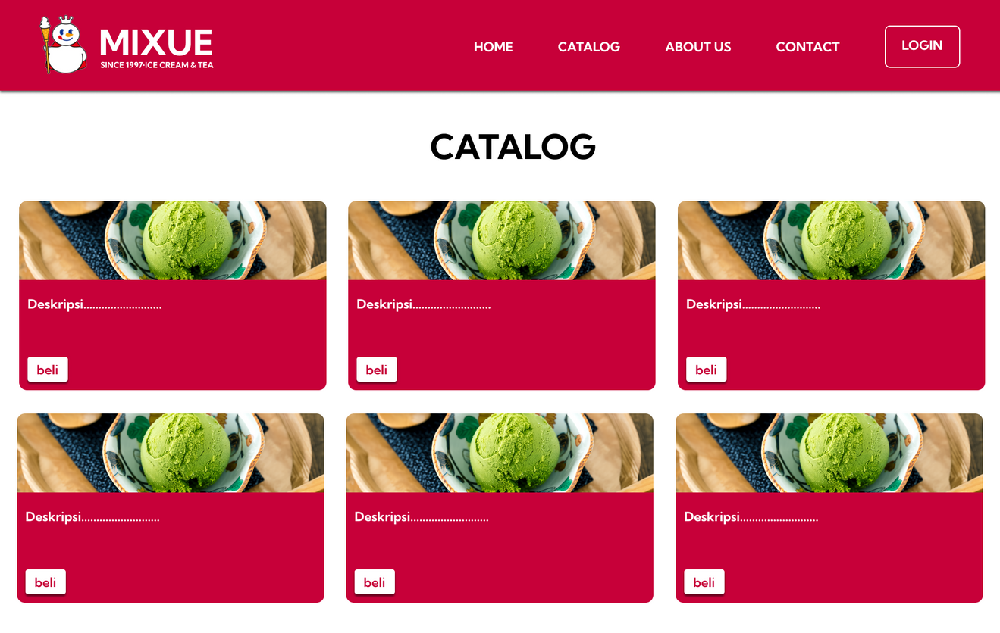 MIXUE
SINCE 1997·ICE CREAM & TEA
HOME CATALOG ABOUT US CONTACT LOGIN
CATALOG
Deskripsi.......................... Deskripsi.......................... Deskripsi..........................
beli beli beli
Deskripsi.......................... Deskripsi.......................... Deskripsi..........................
beli beli beli